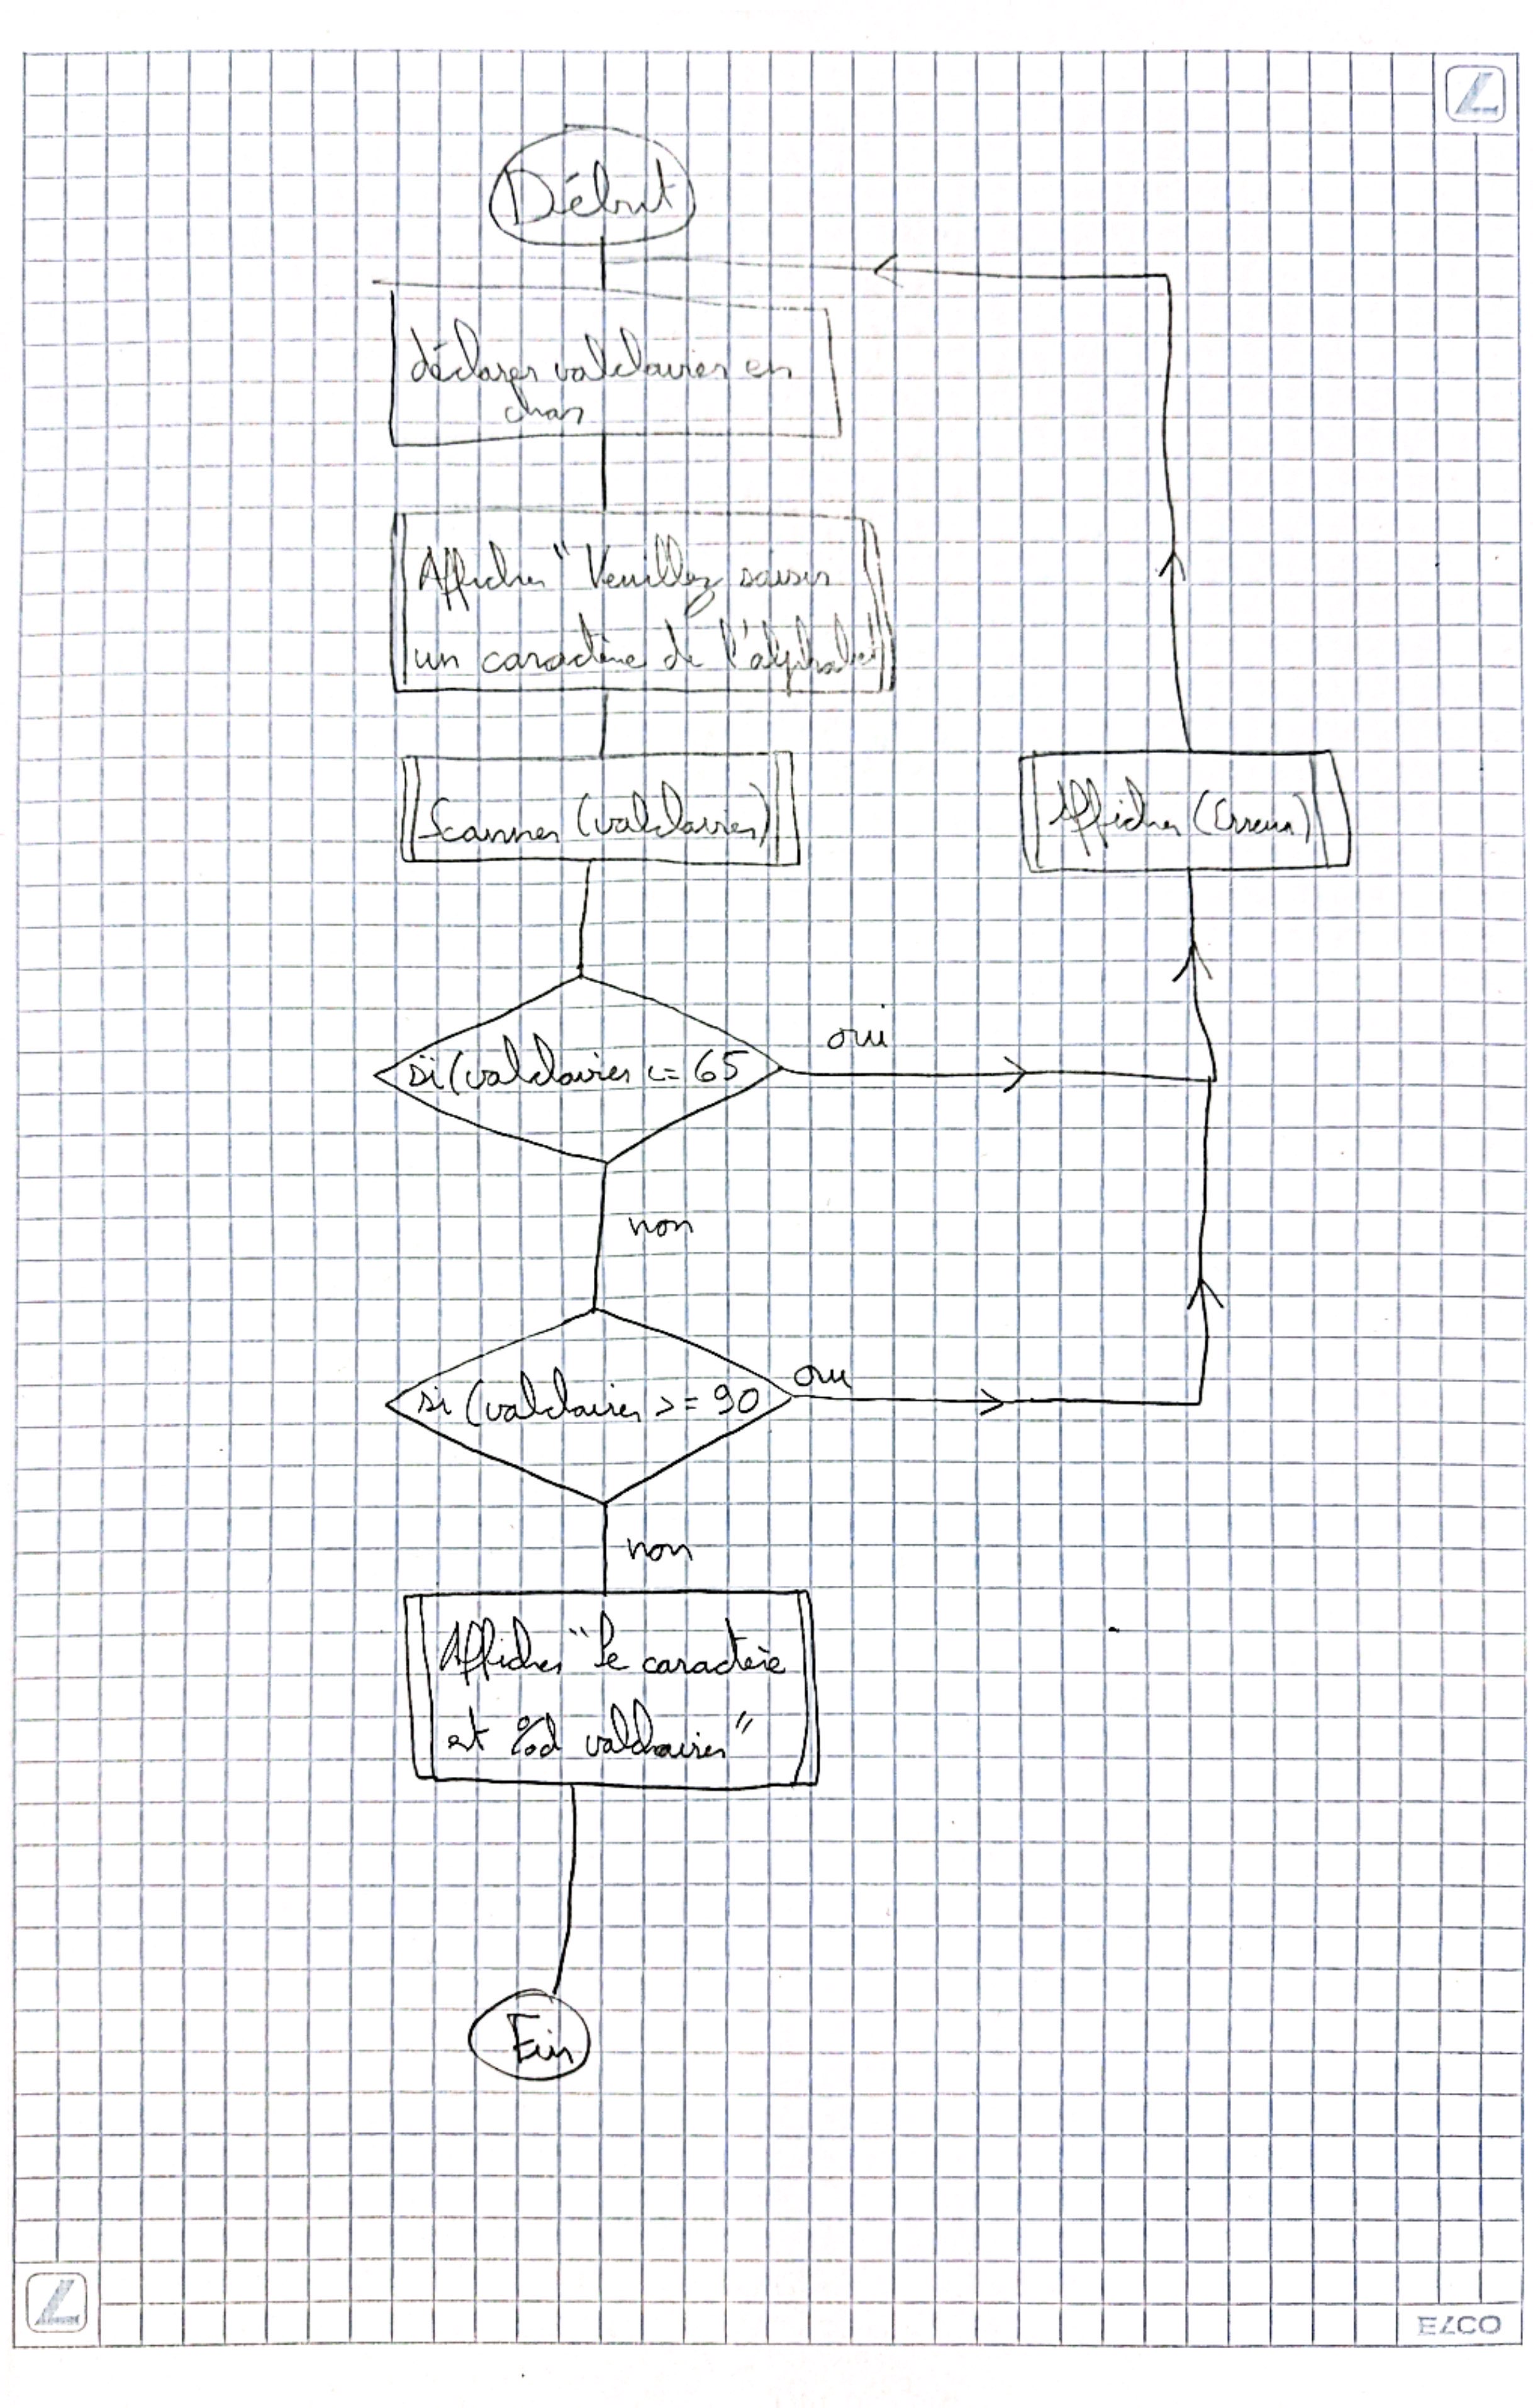 Début
déclarer valclavier en
char
Afficher "Veuillez saisir
un caractère de l'alphabet"
Scanner (valclavier)
Afficher (Erreur)
si (valclavier <= 65
oui
non
si (valclavier >= 90
oui
non
Afficher "Le caractère
est %d valclavier"
Fin
ELCO